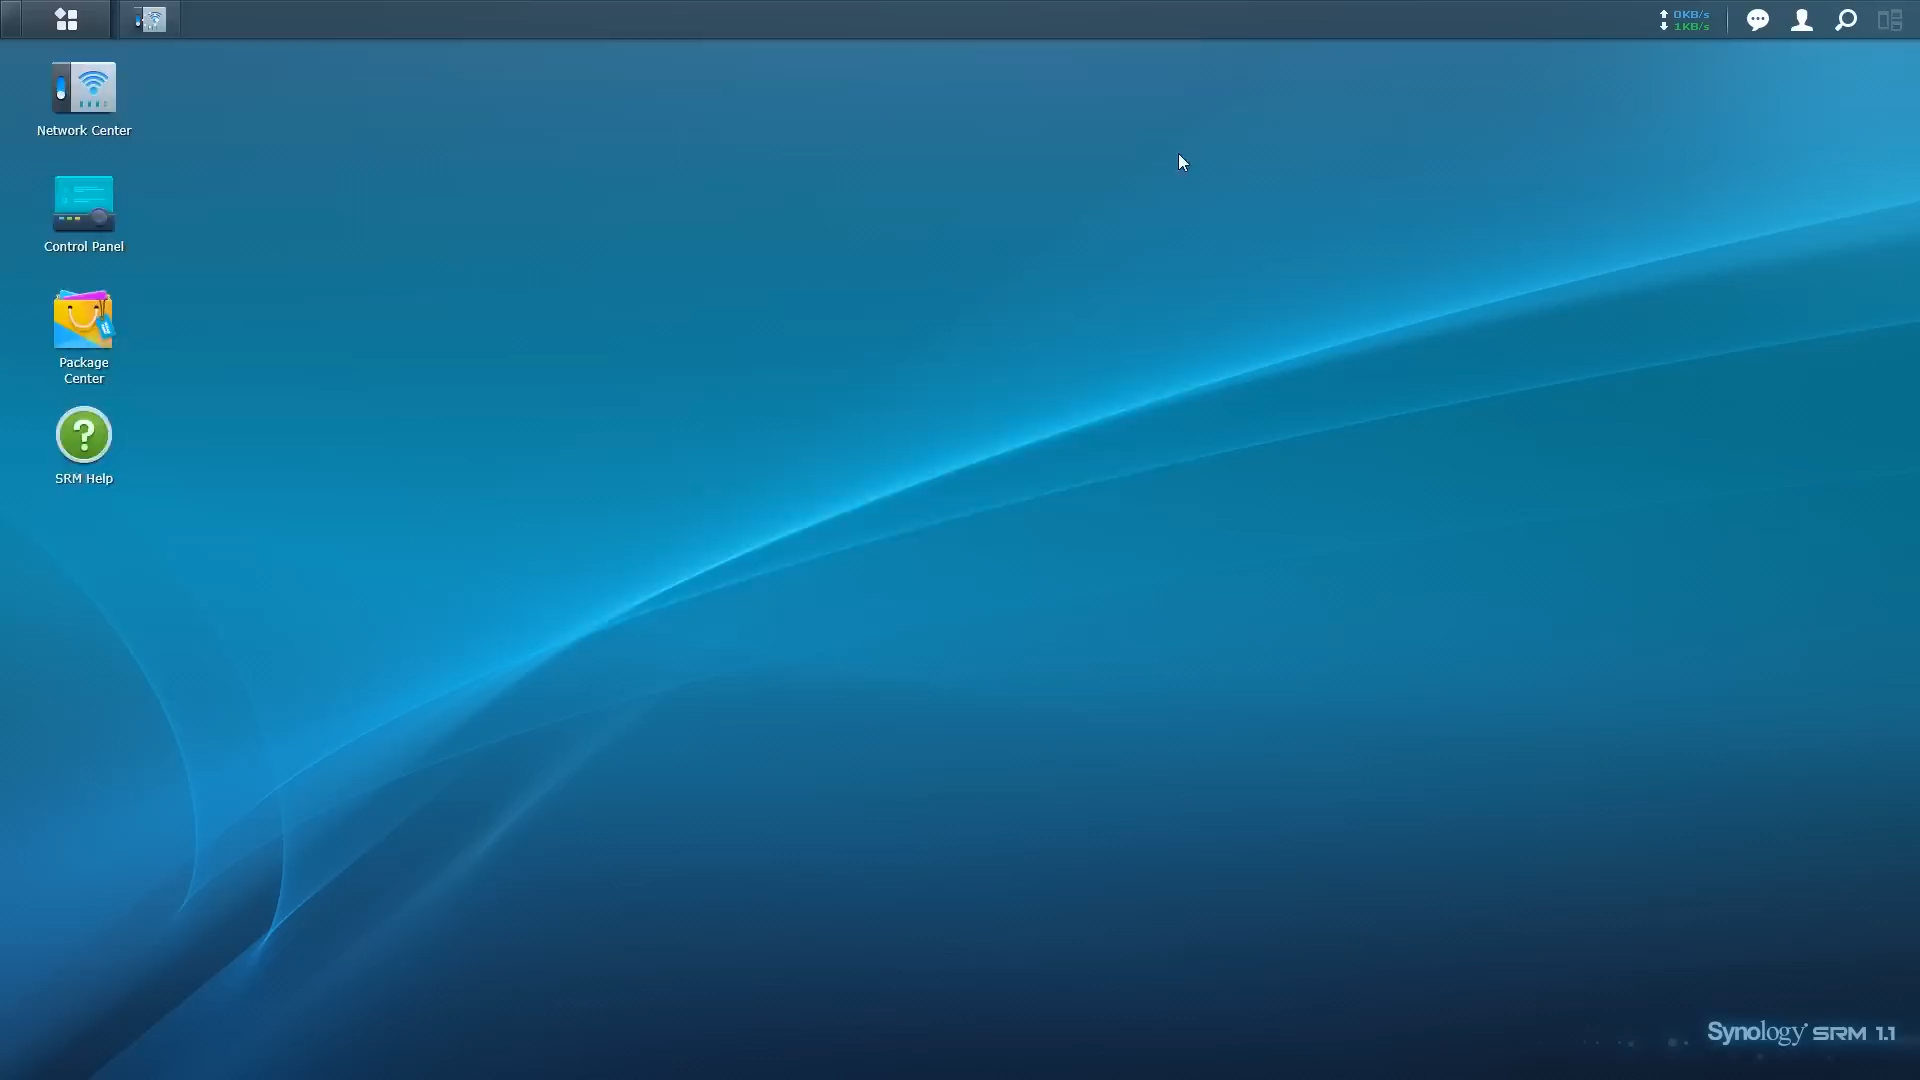 0KB/s
1KB/s
Network Center
Control Panel
Package
Center
SRM Help
Synology SRM 1.1